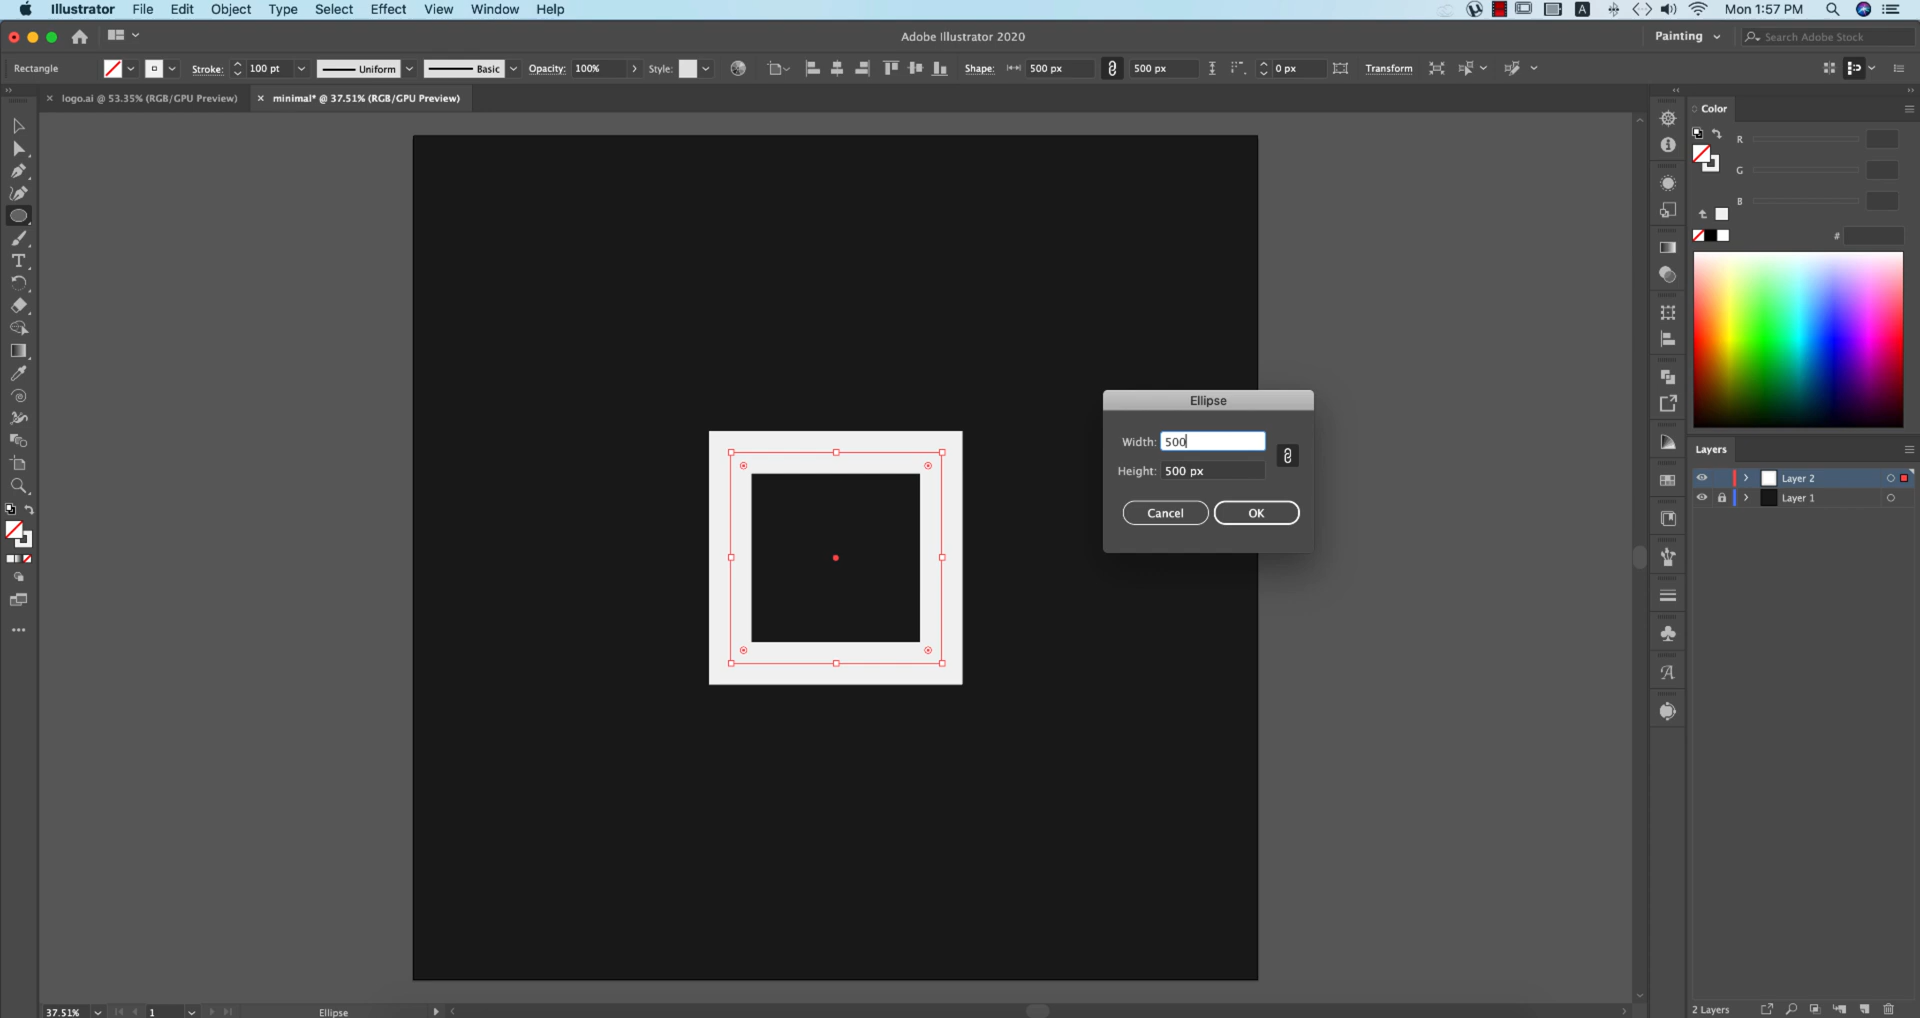 Illustrator File Edit Object Type Select Effect View Window Help A Mon 1:57 PM
Adobe Illustrator 2020 Painting Search Adobe Stock
Rectangle Stroke: 100 pt Uniform Basic Opacity: 100% Style: Shape: 500 px 500 px 0 px Transform
× logo.ai @ 53.35% (RGB/GPU Preview) × minimal* @ 37.51% (RGB/GPU Preview)
Color
R
G
B
#
Ellipse
Width: 500
Height: 500 px
Cancel OK
Layers
Layer 2
Layer 1
37.51% 1 Ellipse 2 Layers